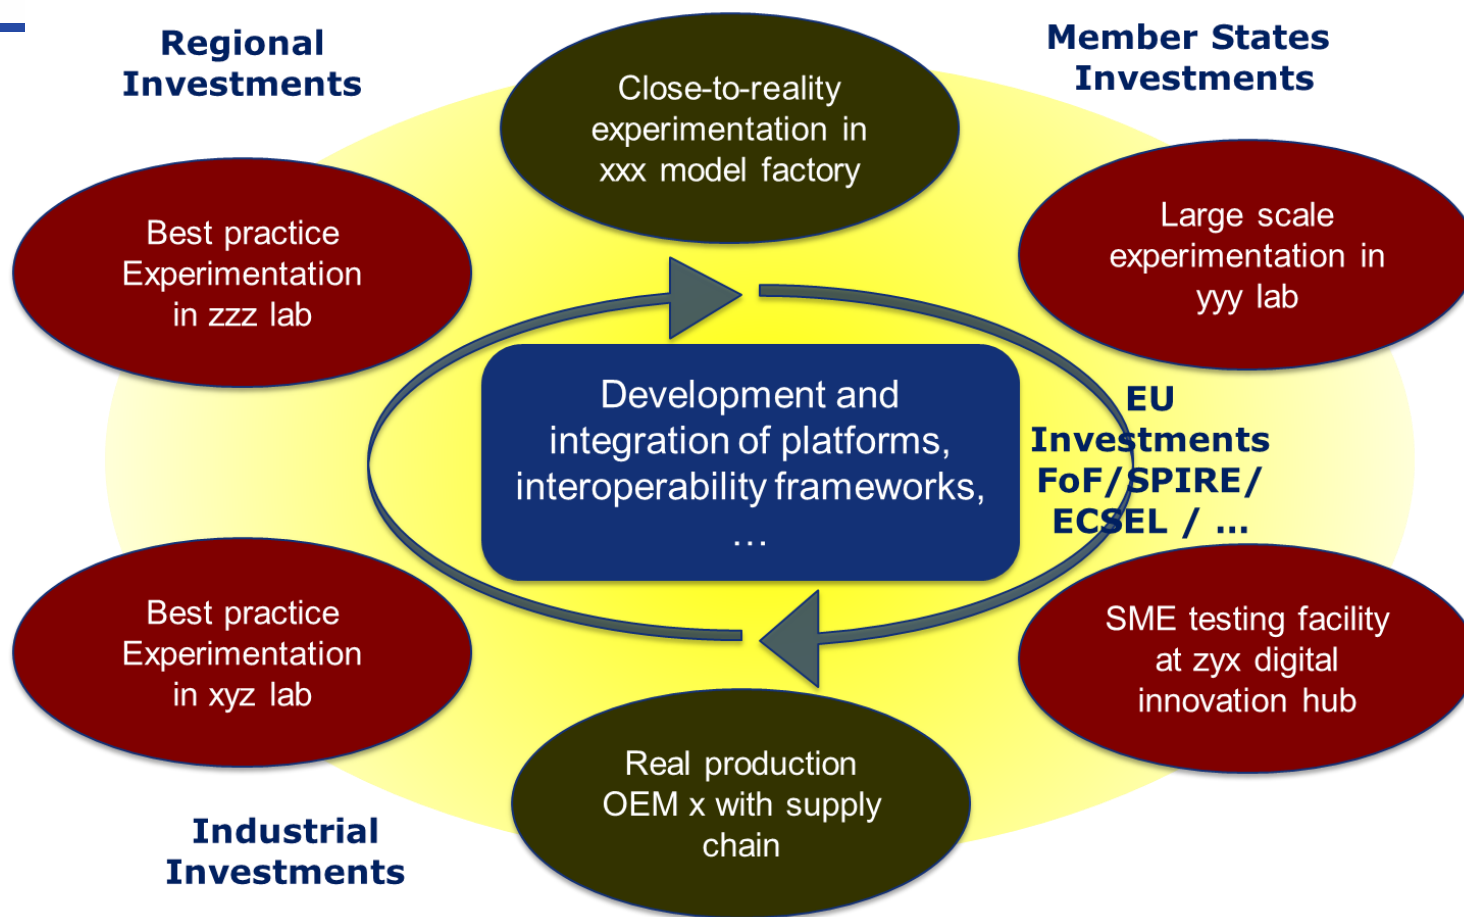 Regional
Investments
Member States
Investments
Close-to-reality
experimentation in
xxx model factory
Best practice
Experimentation
in zzz lab
Large scale
experimentation in
yyy lab
Development and
integration of platforms,
interoperability frameworks,
...
EU
Investments
FoF/SPIRE/
ECSEL / ...
Best practice
Experimentation
in xyz lab
SME testing facility
at zyx digital
innovation hub
Real production
OEM x with supply
chain
Industrial
Investments